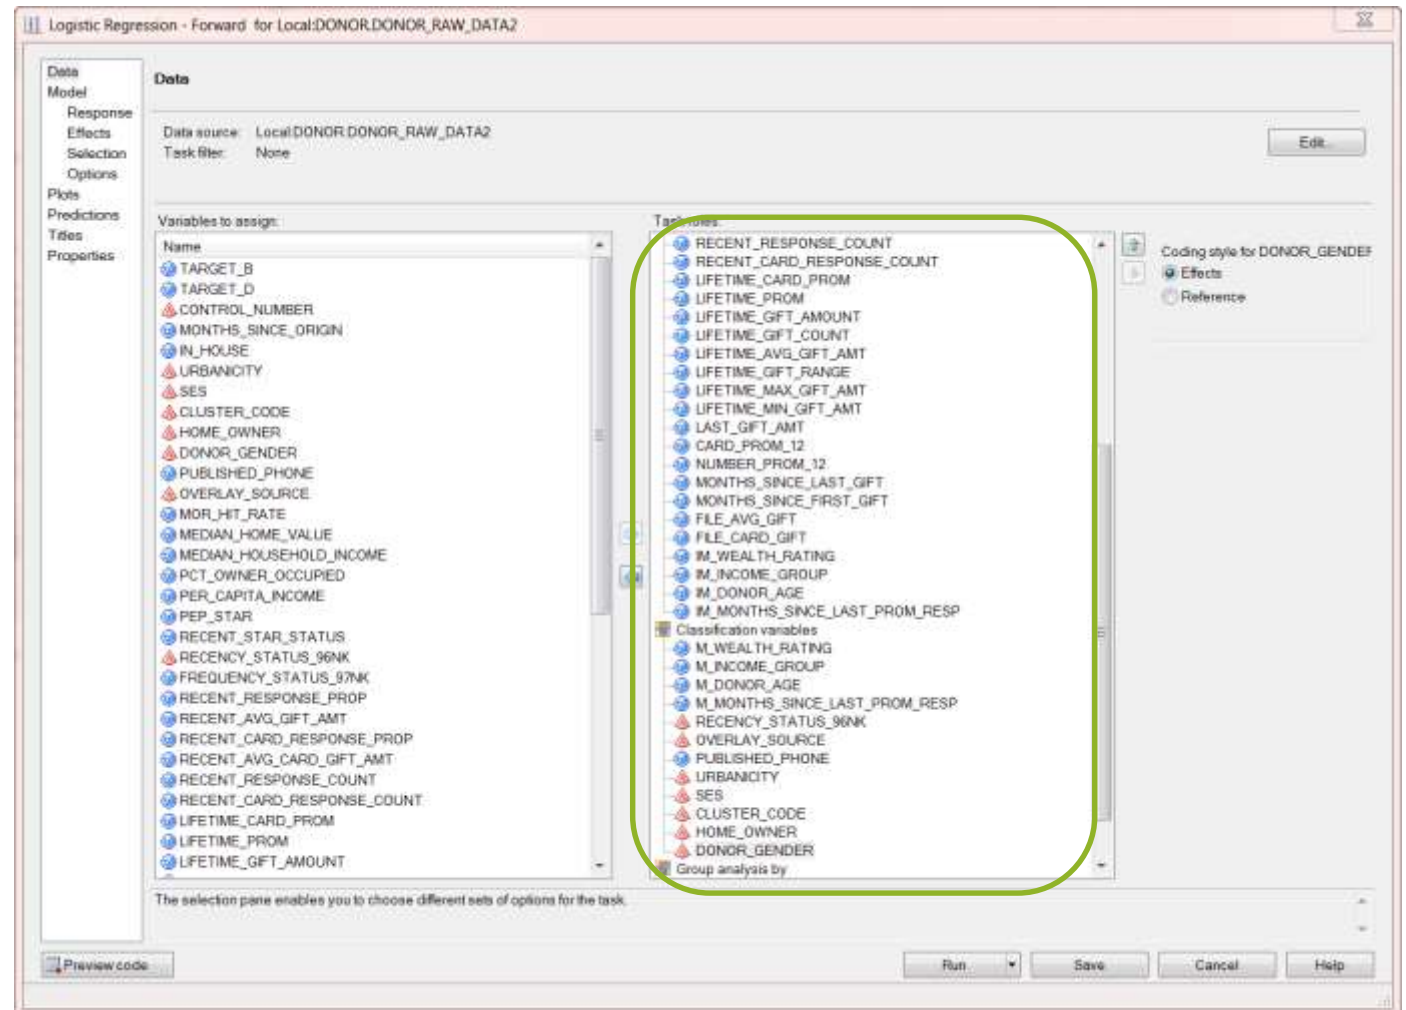 Logistic Regression - Forward for Local:DONOR.DONOR_RAW_DATA2
Data
Model
Response
Effects
Selection
Options
Plots
Predictions
Titles
Properties
Data
Data source: Local:DONOR.DONOR_RAW_DATA2
Task filter: None
Edit...
Variables to assign:
Name
TARGET_B
TARGET_D
CONTROL_NUMBER
MONTHS_SINCE_ORIGIN
IN_HOUSE
URBANICITY
SES
CLUSTER_CODE
HOME_OWNER
DONOR_GENDER
PUBLISHED_PHONE
OVERLAY_SOURCE
MOR_HIT_RATE
MEDIAN_HOME_VALUE
MEDIAN_HOUSEHOLD_INCOME
PCT_OWNER_OCCUPIED
PER_CAPITA_INCOME
PEP_STAR
RECENT_STAR_STATUS
RECENCY_STATUS_96NK
FREQUENCY_STATUS_97NK
RECENT_RESPONSE_PROP
RECENT_AVG_GIFT_AMT
RECENT_CARD_RESPONSE_PROP
RECENT_AVG_CARD_GIFT_AMT
RECENT_RESPONSE_COUNT
RECENT_CARD_RESPONSE_COUNT
LIFETIME_CARD_PROM
LIFETIME_PROM
LIFETIME_GIFT_AMOUNT
Task roles:
RECENT_RESPONSE_COUNT
RECENT_CARD_RESPONSE_COUNT
LIFETIME_CARD_PROM
LIFETIME_PROM
LIFETIME_GIFT_AMOUNT
LIFETIME_GIFT_COUNT
LIFETIME_AVG_GIFT_AMT
LIFETIME_GIFT_RANGE
LIFETIME_MAX_GIFT_AMT
LIFETIME_MIN_GIFT_AMT
LAST_GIFT_AMT
CARD_PROM_12
NUMBER_PROM_12
MONTHS_SINCE_LAST_GIFT
MONTHS_SINCE_FIRST_GIFT
FILE_AVG_GIFT
FILE_CARD_GIFT
IM_WEALTH_RATING
IM_INCOME_GROUP
IM_DONOR_AGE
IM_MONTHS_SINCE_LAST_PROM_RESP
Classification variables
M_WEALTH_RATING
M_INCOME_GROUP
M_DONOR_AGE
M_MONTHS_SINCE_LAST_PROM_RESP
RECENCY_STATUS_96NK
OVERLAY_SOURCE
PUBLISHED_PHONE
URBANICITY
SES
CLUSTER_CODE
HOME_OWNER
DONOR_GENDER
Group analysis by
Coding style for DONOR_GENDER
Effects
Reference
The selection pane enables you to choose different sets of options for the task.
Preview code
Run
Save
Cancel
Help